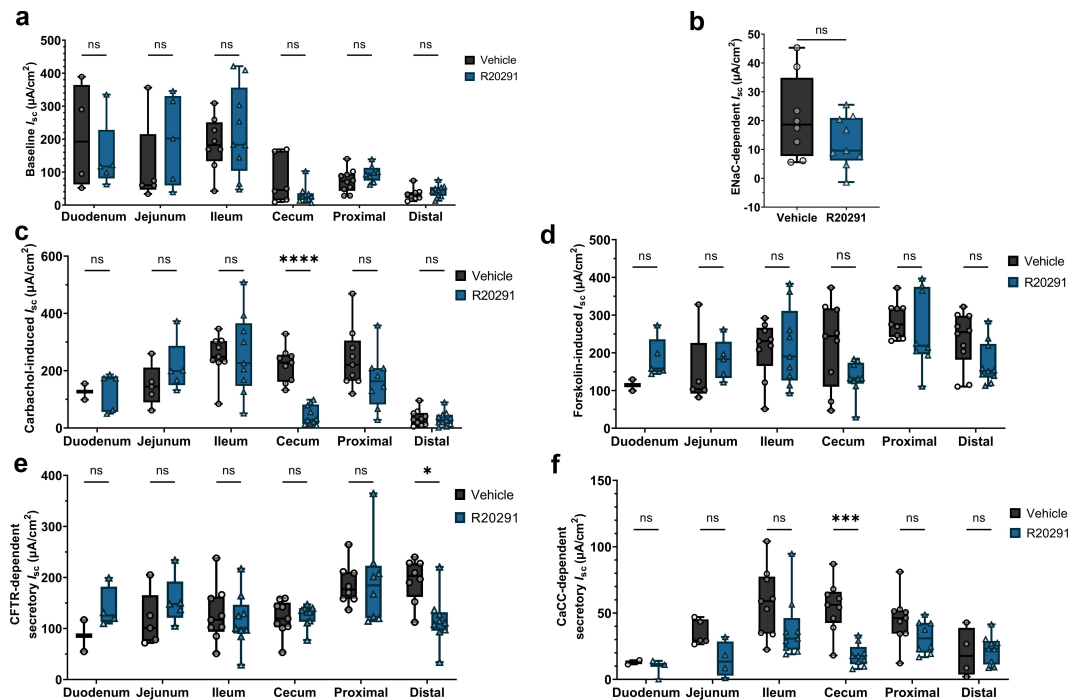 a
Baseline Isc (µA/cm²)
500
400
300
200
100
0
ns
ns
ns
ns
ns
ns
Vehicle
R20291
Duodenum
Jejunum
Ileum
Cecum
Proximal
Distal
b
ENaC-dependent Isc (µA/cm²)
50
40
30
20
10
0
-10
ns
Vehicle
R20291
c
Carbachol-induced Isc (µA/cm²)
600
400
200
0
ns
ns
ns
****
ns
ns
Vehicle
R20291
Duodenum
Jejunum
Ileum
Cecum
Proximal
Distal
d
Forskolin-induced Isc (µA/cm²)
500
400
300
200
100
0
ns
ns
ns
ns
ns
ns
Vehicle
R20291
Duodenum
Jejunum
Ileum
Cecum
Proximal
Distal
e
CFTR-dependent
secretory Isc (µA/cm²)
400
300
200
100
0
ns
ns
ns
ns
ns
*
Vehicle
R20291
Duodenum
Jejunum
Ileum
Cecum
Proximal
Distal
f
CaCC-dependent
secretory Isc (µA/cm²)
150
100
50
0
ns
ns
ns
***
ns
ns
Vehicle
R20291
Duodenum
Jejunum
Ileum
Cecum
Proximal
Distal